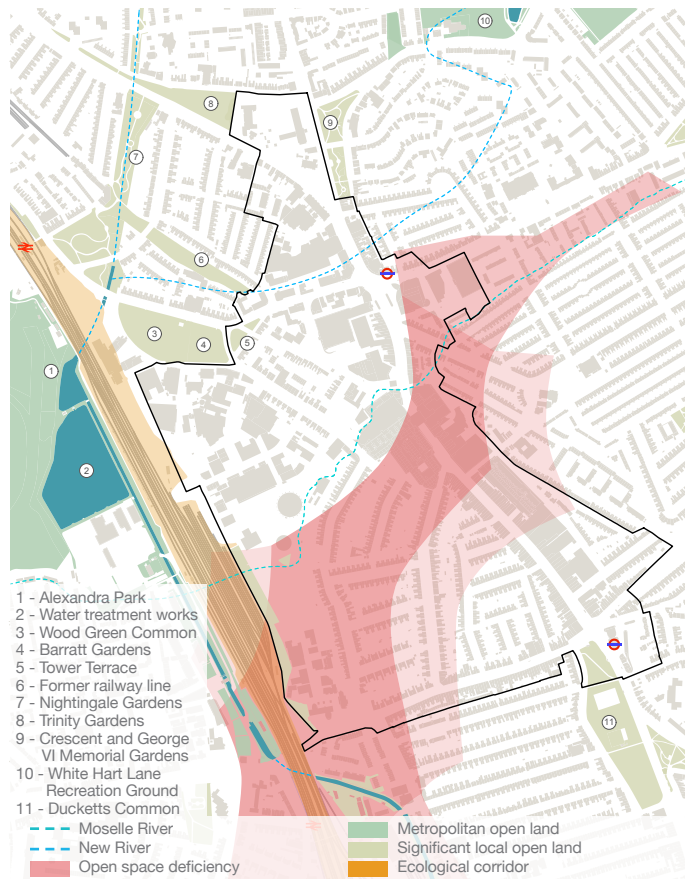 10
8
9
7
6
3
4
5
1
2
11
1 - Alexandra Park
2 - Water treatment works
3 - Wood Green Common
4 - Barratt Gardens
5 - Tower Terrace
6 - Former railway line
7 - Nightingale Gardens
8 - Trinity Gardens
9 - Crescent and George
VI Memorial Gardens
10 - White Hart Lane
Recreation Ground
11 - Ducketts Common
Moselle River
New River
Open space deficiency
Metropolitan open land
Significant local open land
Ecological corridor